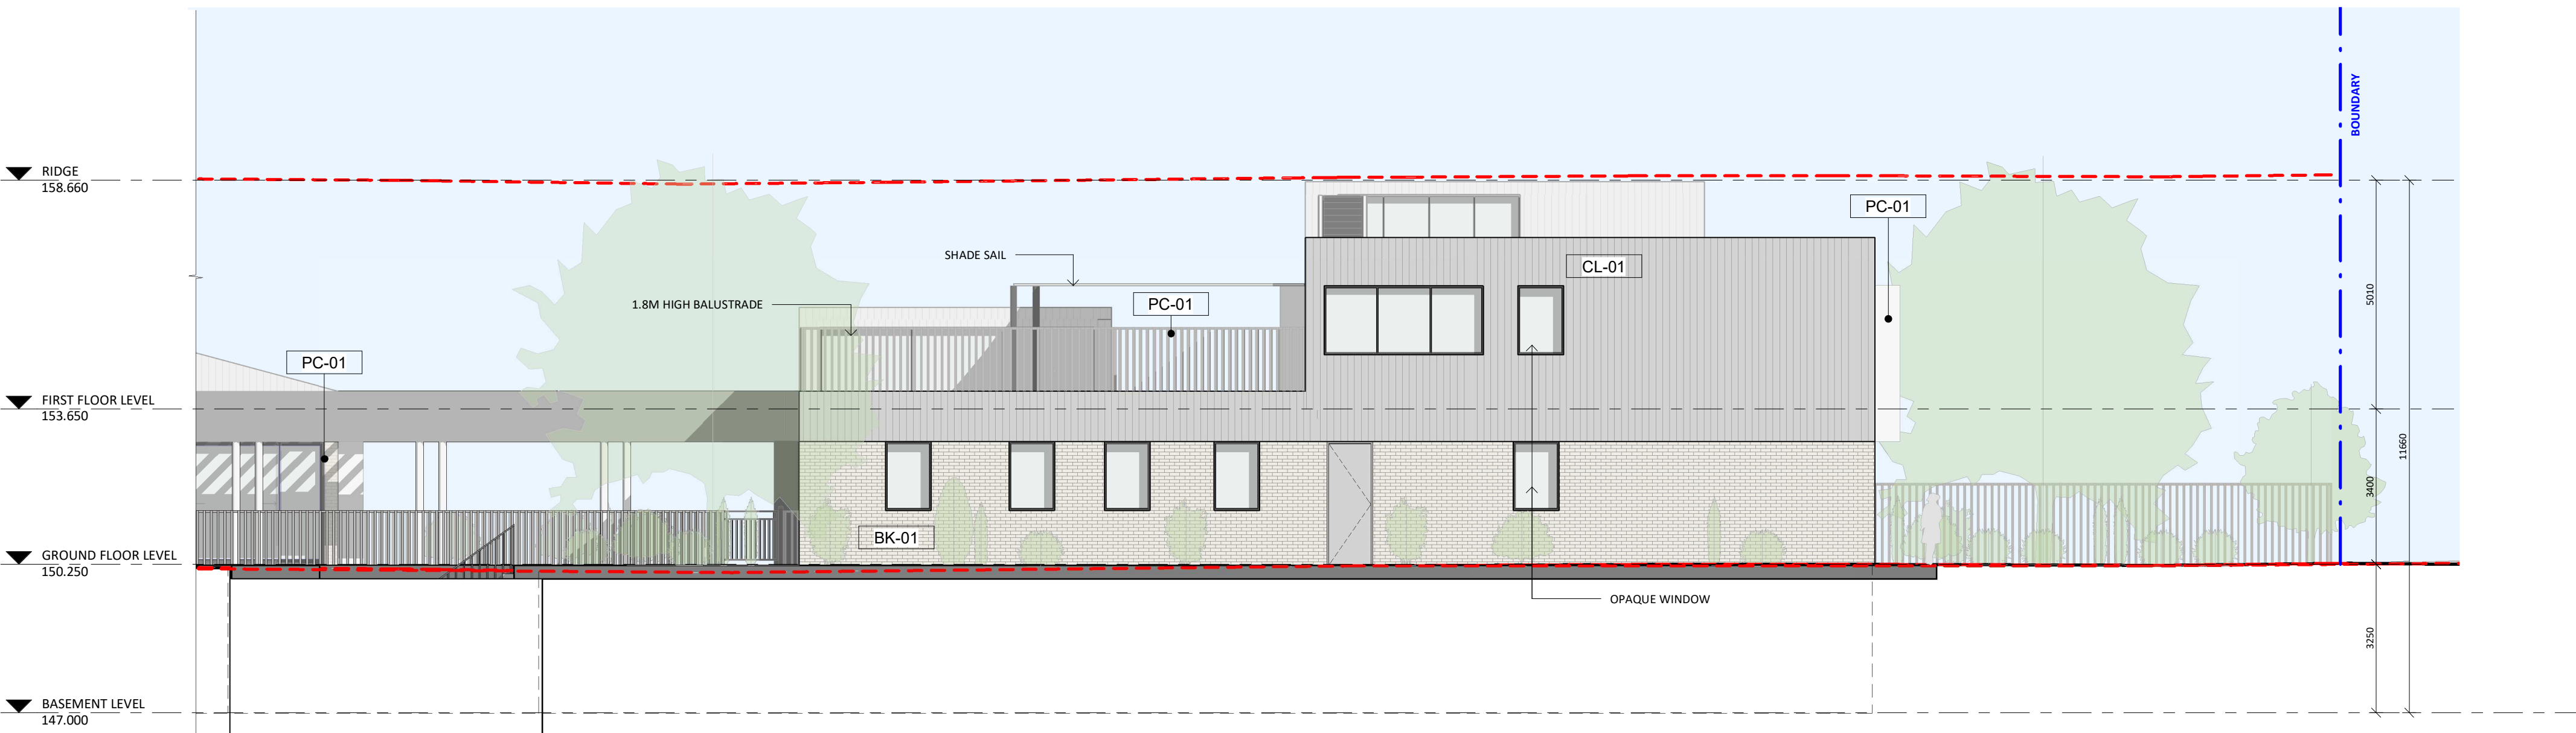 BOUNDARY
RIDGE
158.660
PC-01
SHADE SAIL
CL-01
1.8M HIGH BALUSTRADE
PC-01
5010
PC-01
FIRST FLOOR LEVEL
153.650
11660
3400
BK-01
GROUND FLOOR LEVEL
150.250
OPAQUE WINDOW
3250
BASEMENT LEVEL
147.000